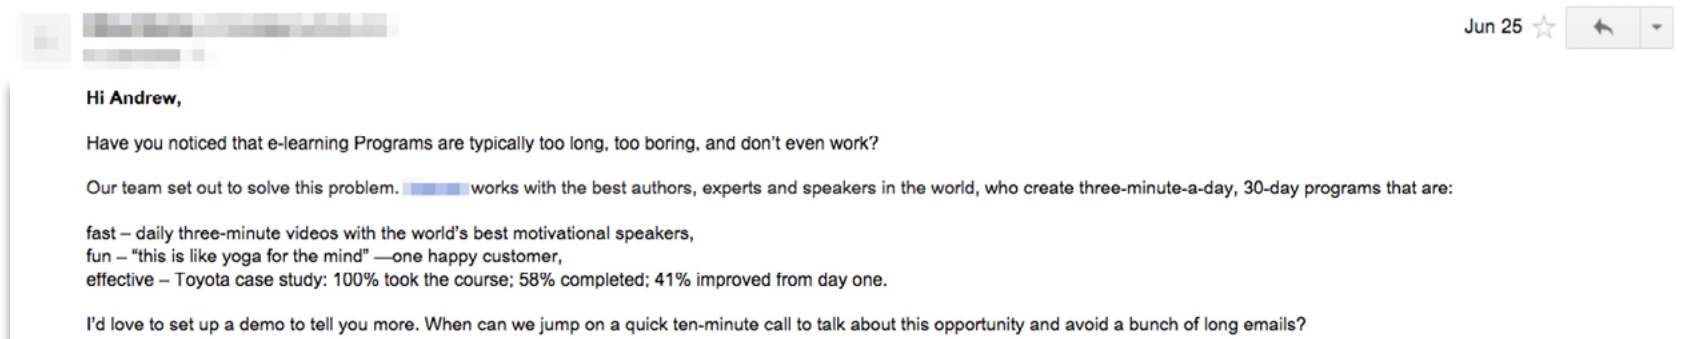 Jun 25
Hi Andrew,
Have you noticed that e-learning Programs are typically too long, too boring, and don't even work?
Our team set out to solve this problem. works with the best authors, experts and speakers in the world, who create three-minute-a-day, 30-day programs that are:
fast – daily three-minute videos with the world's best motivational speakers,
fun – “this is like yoga for the mind” —one happy customer,
effective – Toyota case study: 100% took the course; 58% completed; 41% improved from day one.
I'd love to set up a demo to tell you more. When can we jump on a quick ten-minute call to talk about this opportunity and avoid a bunch of long emails?